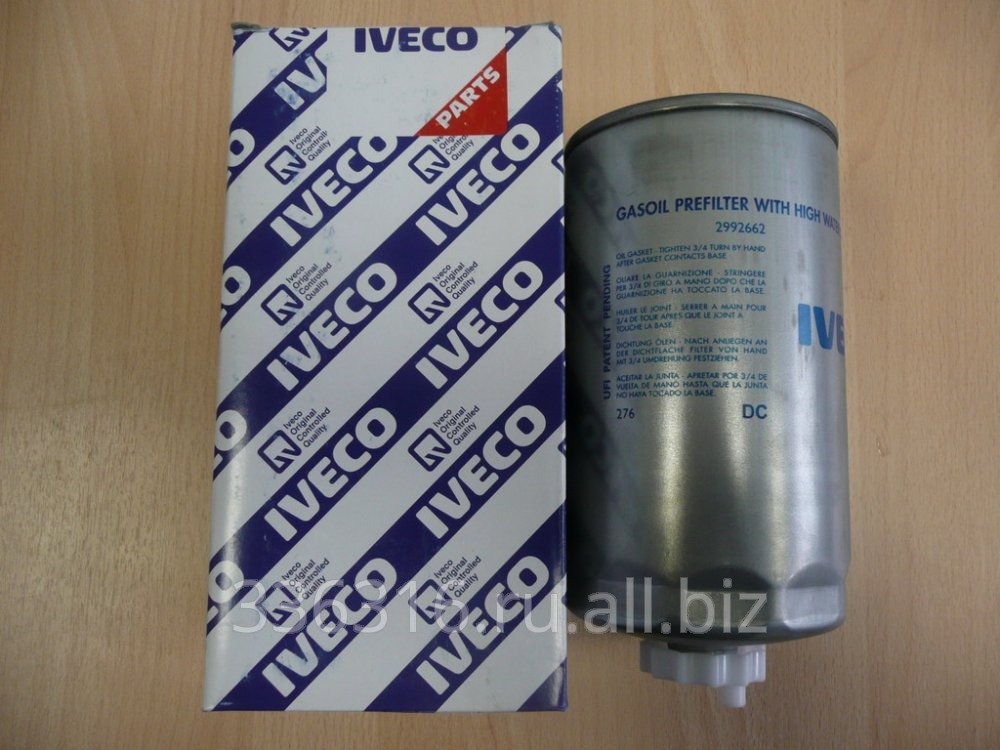 IVECO
PARTS
IV
Iveco
Original
Control
Quality
IVECO
Iveco
Original
Controlled
Quality
IVECO
IVECO
Iveco
Original
Controlled
Quality
IVECO
IVECO
Iveco
Original
Controlled
Quality
IVECO
IVECO
GASOIL PREFILTER WITH HIGH WATER
2992662
OIL GASKET - TIGHTEN 3/4 TURN BY HAND
AFTER GASKET CONTACTS BASE
OLIARE LA GUARNIZIONE - STRINGERE
PER 3/4 DI GIRO A MANO DOPO CHE LA
GUARNIZIONE HA TOCCATO LA BASE.
HUILER LE JOINT - SERRER A MAIN POUR
3/4 DE TOUR APRES QUE LE JOINT A
TOUCHE LA BASE.
DICHTUNG ÖLEN - NACH ANLIEGEN AN
DER DICHTFLACHE FILTER VON HAND
MIT 3/4 UMDREHUNG FESTZIEHEN.
ACEITAR LA JUNTA - APRETAR POR 3/4 DE
VUELTA DE MANO HASTA QUE LA JUNTA
NO HAYA TOCADO LA BASE.
276 DC
UFI PATENT PENDING
IVE
336316.ru.all.biz